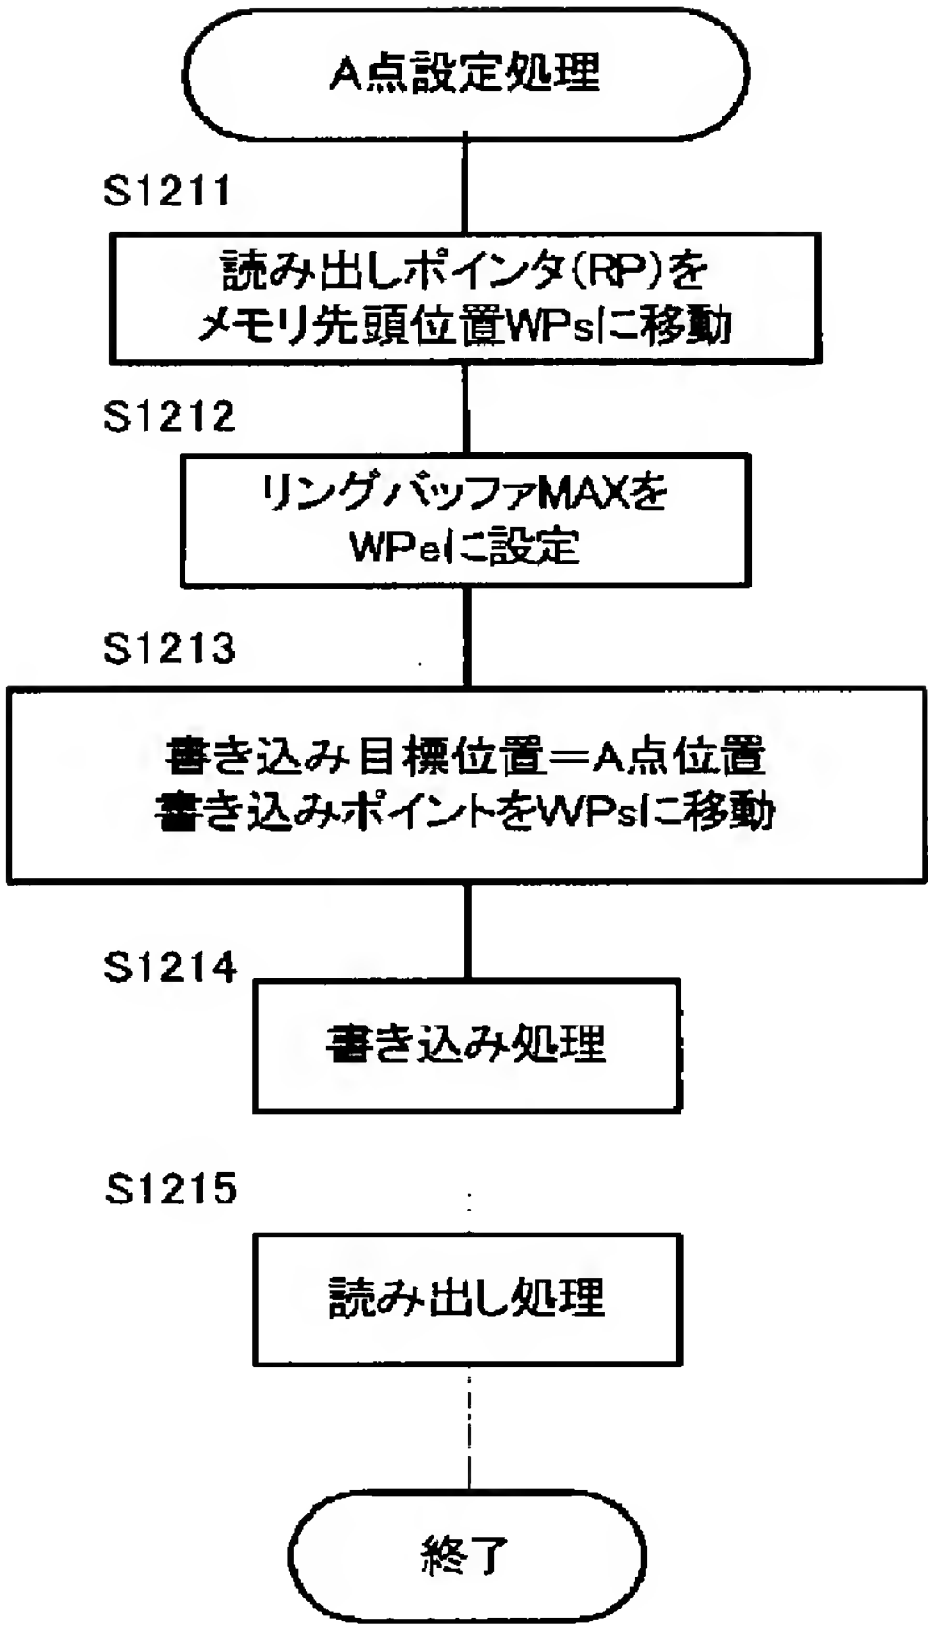 A点設定処理
S1211
読み出しポインタ(RP)を
メモリ先頭位置WPsに移動
S1212
リングバッファMAXを
WPeに設定
S1213
書き込み目標位置=A点位置
書き込みポイントをWPsに移動
S1214
書き込み処理
S1215
読み出し処理
終了